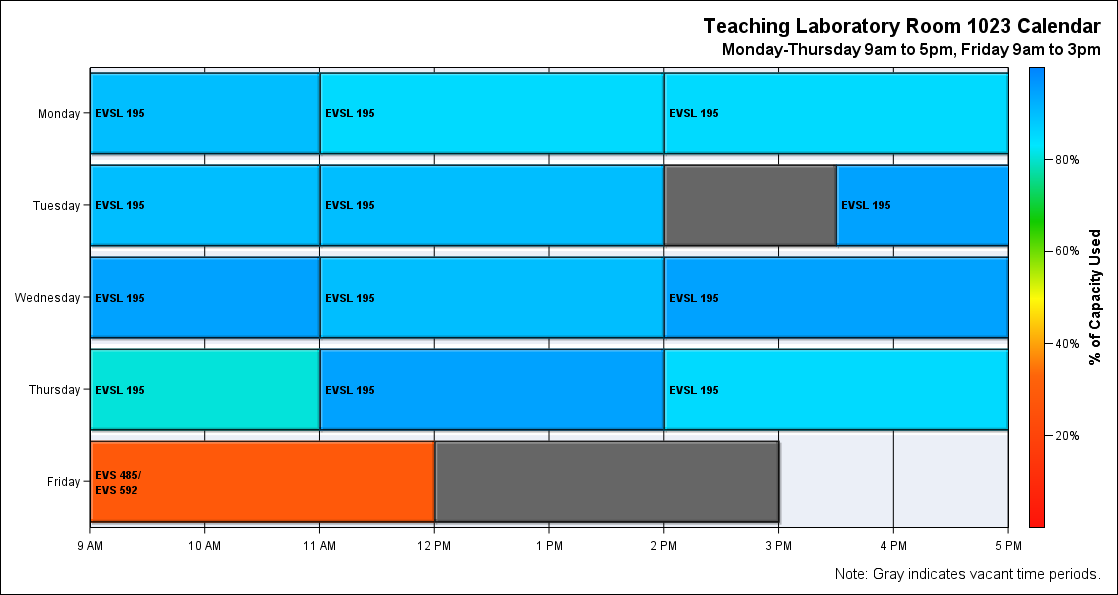 Teaching Laboratory Room 1023 Calendar
Monday-Thursday 9am to 5pm, Friday 9am to 3pm
Monday
EVSL 195
EVSL 195
EVSL 195
Tuesday
EVSL 195
EVSL 195
EVSL 195
Wednesday
EVSL 195
EVSL 195
EVSL 195
Thursday
EVSL 195
EVSL 195
EVSL 195
Friday
EVS 485/
EVS 592
9 AM
10 AM
11 AM
12 PM
1 PM
2 PM
3 PM
4 PM
5 PM
80%
60%
40%
20%
% of Capacity Used
Note: Gray indicates vacant time periods.